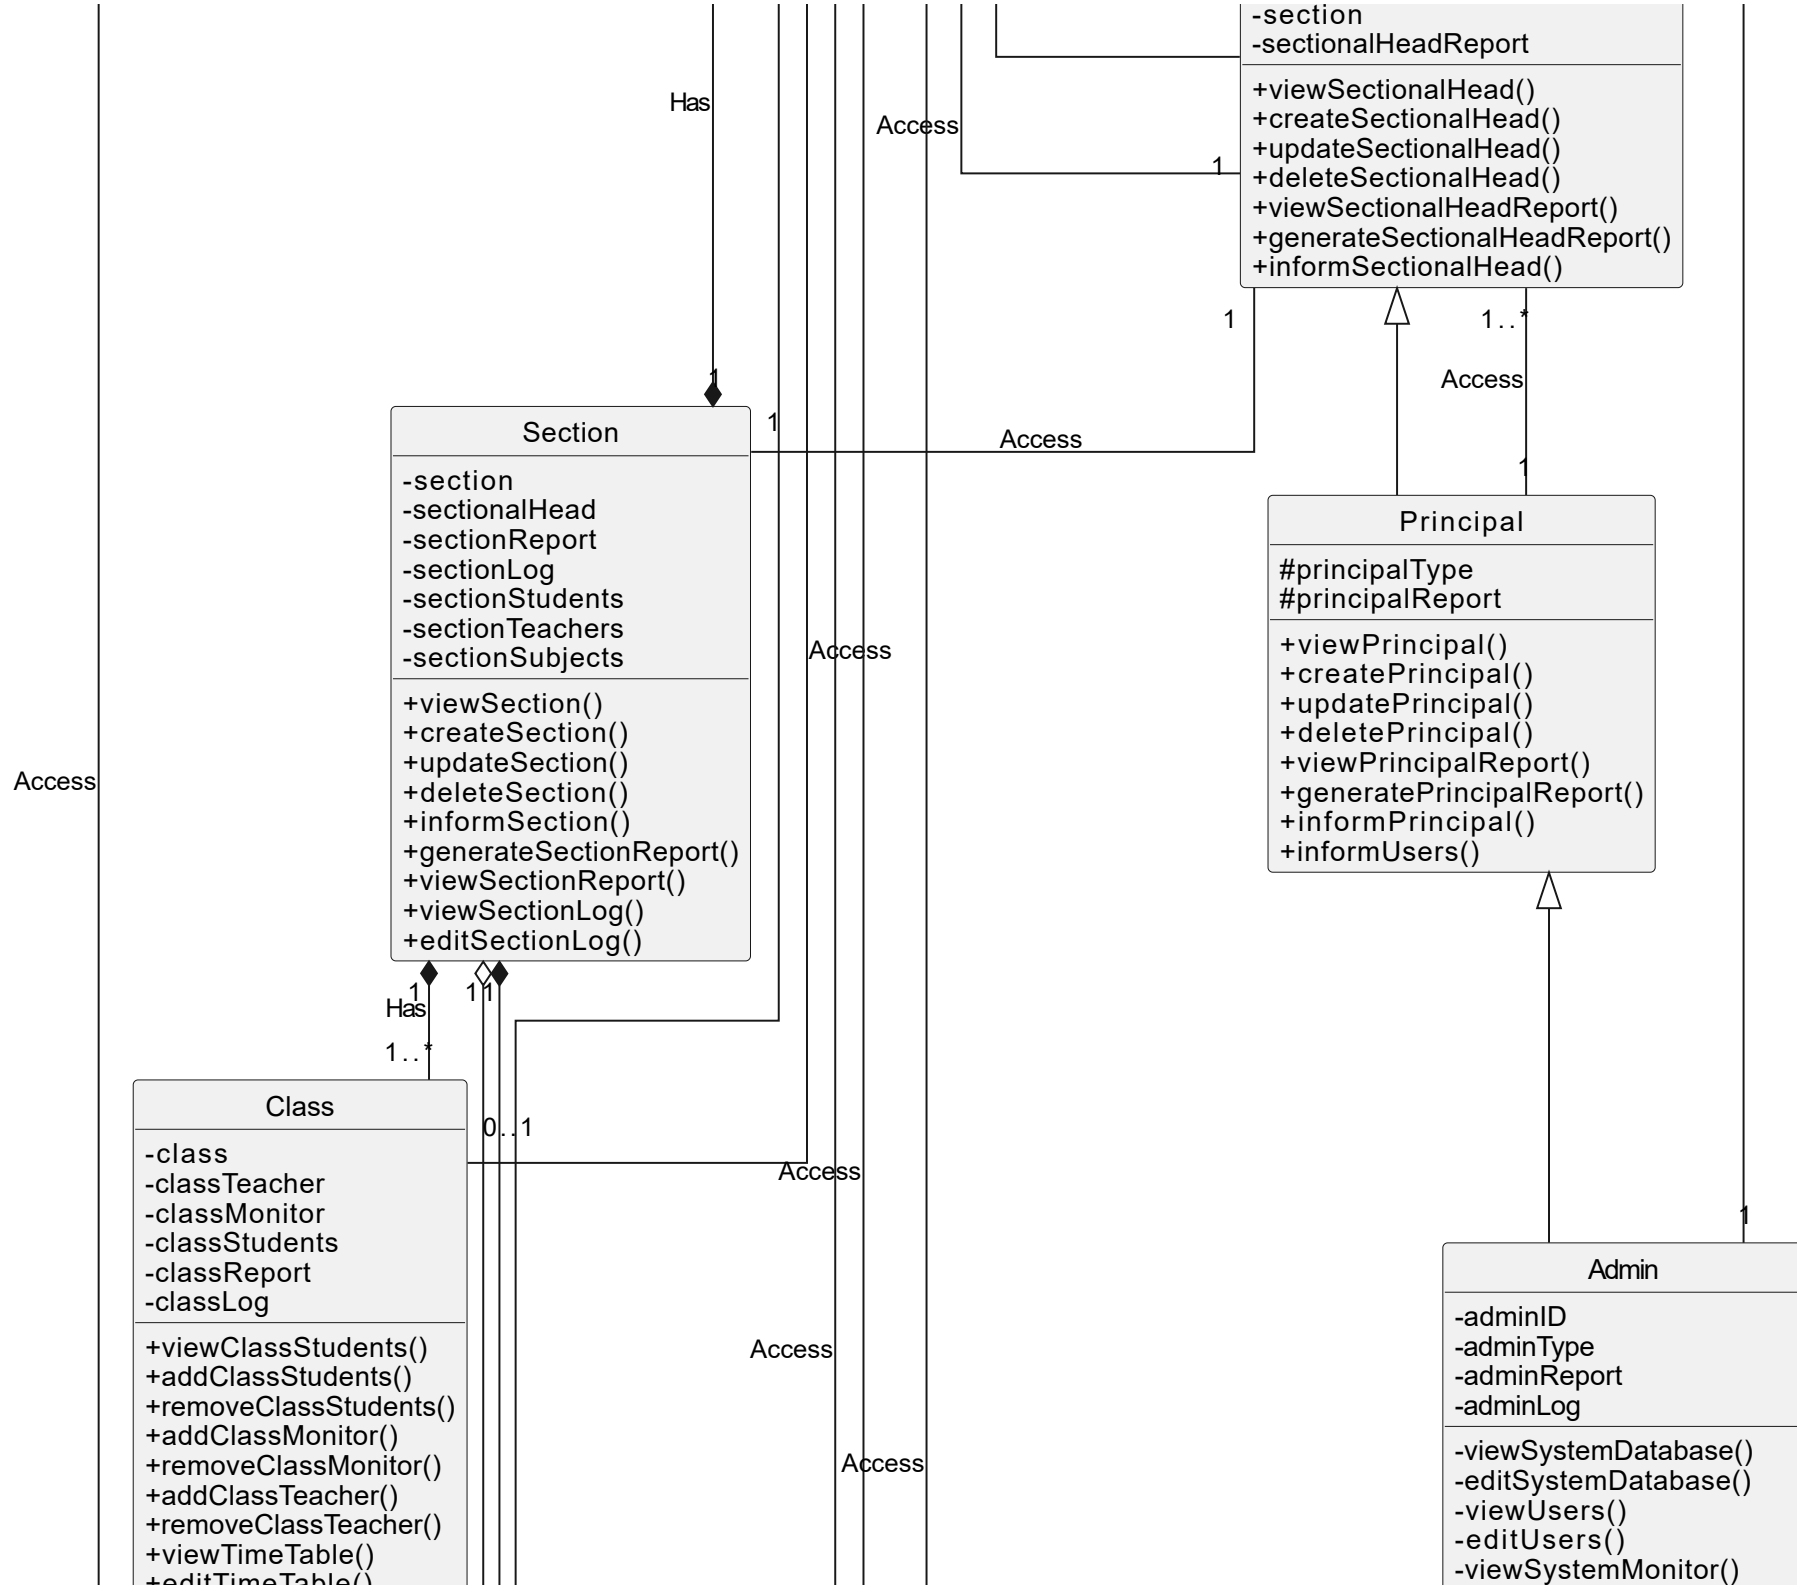 -section
-sectionalHeadReport
+viewSectionalHead()
+createSectionalHead()
+updateSectionalHead()
+deleteSectionalHead()
+viewSectionalHeadReport()
+generateSectionalHeadReport()
+informSectionalHead()
Has
Access
1
1
1..*
Access
1
1
Access
1
Section
-section
-sectionalHead
-sectionReport
-sectionLog
-sectionStudents
-sectionTeachers
-sectionSubjects
+viewSection()
+createSection()
+updateSection()
+deleteSection()
+informSection()
+generateSectionReport()
+viewSectionReport()
+viewSectionLog()
+editSectionLog()
Principal
#principalType
#principalReport
+viewPrincipal()
+createPrincipal()
+updatePrincipal()
+deletePrincipal()
+viewPrincipalReport()
+generatePrincipalReport()
+informPrincipal()
+informUsers()
Access
Access
1
1
1
Has
1..*
0..1
Access
1
Class
-class
-classTeacher
-classMonitor
-classStudents
-classReport
-classLog
+viewClassStudents()
+addClassStudents()
+removeClassStudents()
+addClassMonitor()
+removeClassMonitor()
+addClassTeacher()
+removeClassTeacher()
+viewTimeTable()
+editTimeTable()
Access
Access
Admin
-adminID
-adminType
-adminReport
-adminLog
-viewSystemDatabase()
-editSystemDatabase()
-viewUsers()
-editUsers()
-viewSystemMonitor()